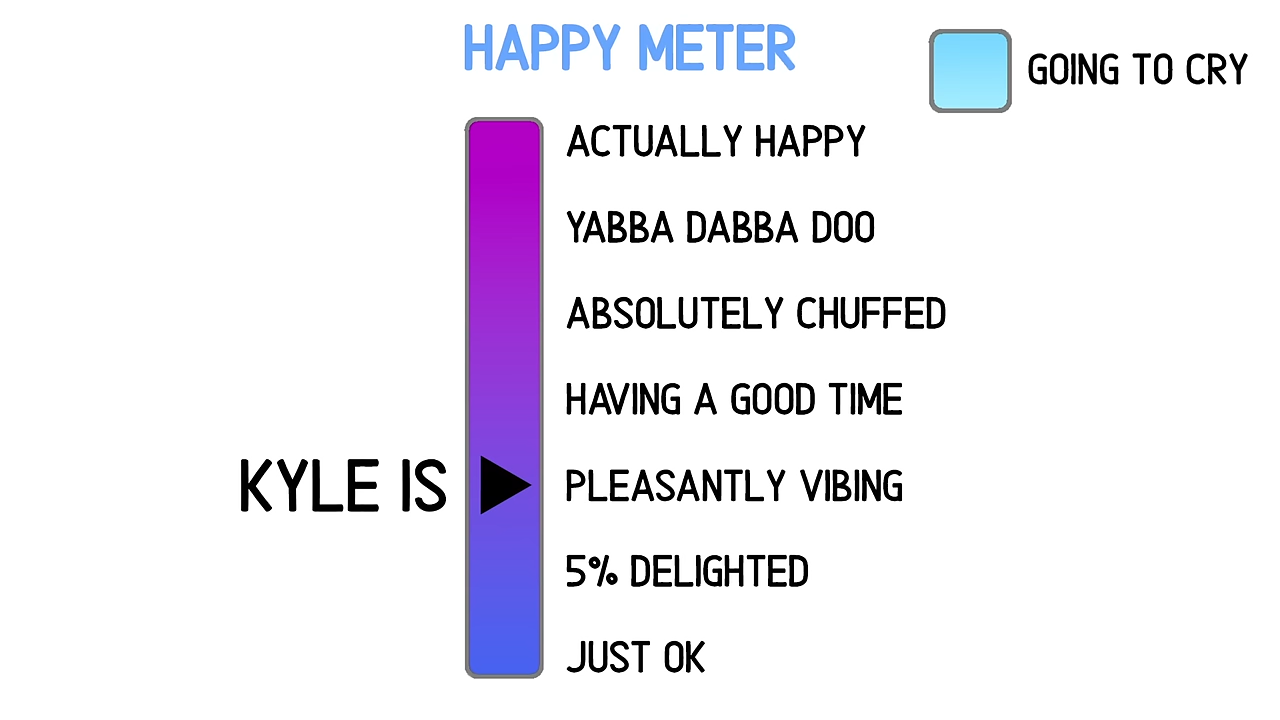 HAPPY METER
GOING TO CRY
ACTUALLY HAPPY
YABBA DABBA DOO
ABSOLUTELY CHUFFED
HAVING A GOOD TIME
KYLE IS
PLEASANTLY VIBING
5% DELIGHTED
JUST OK